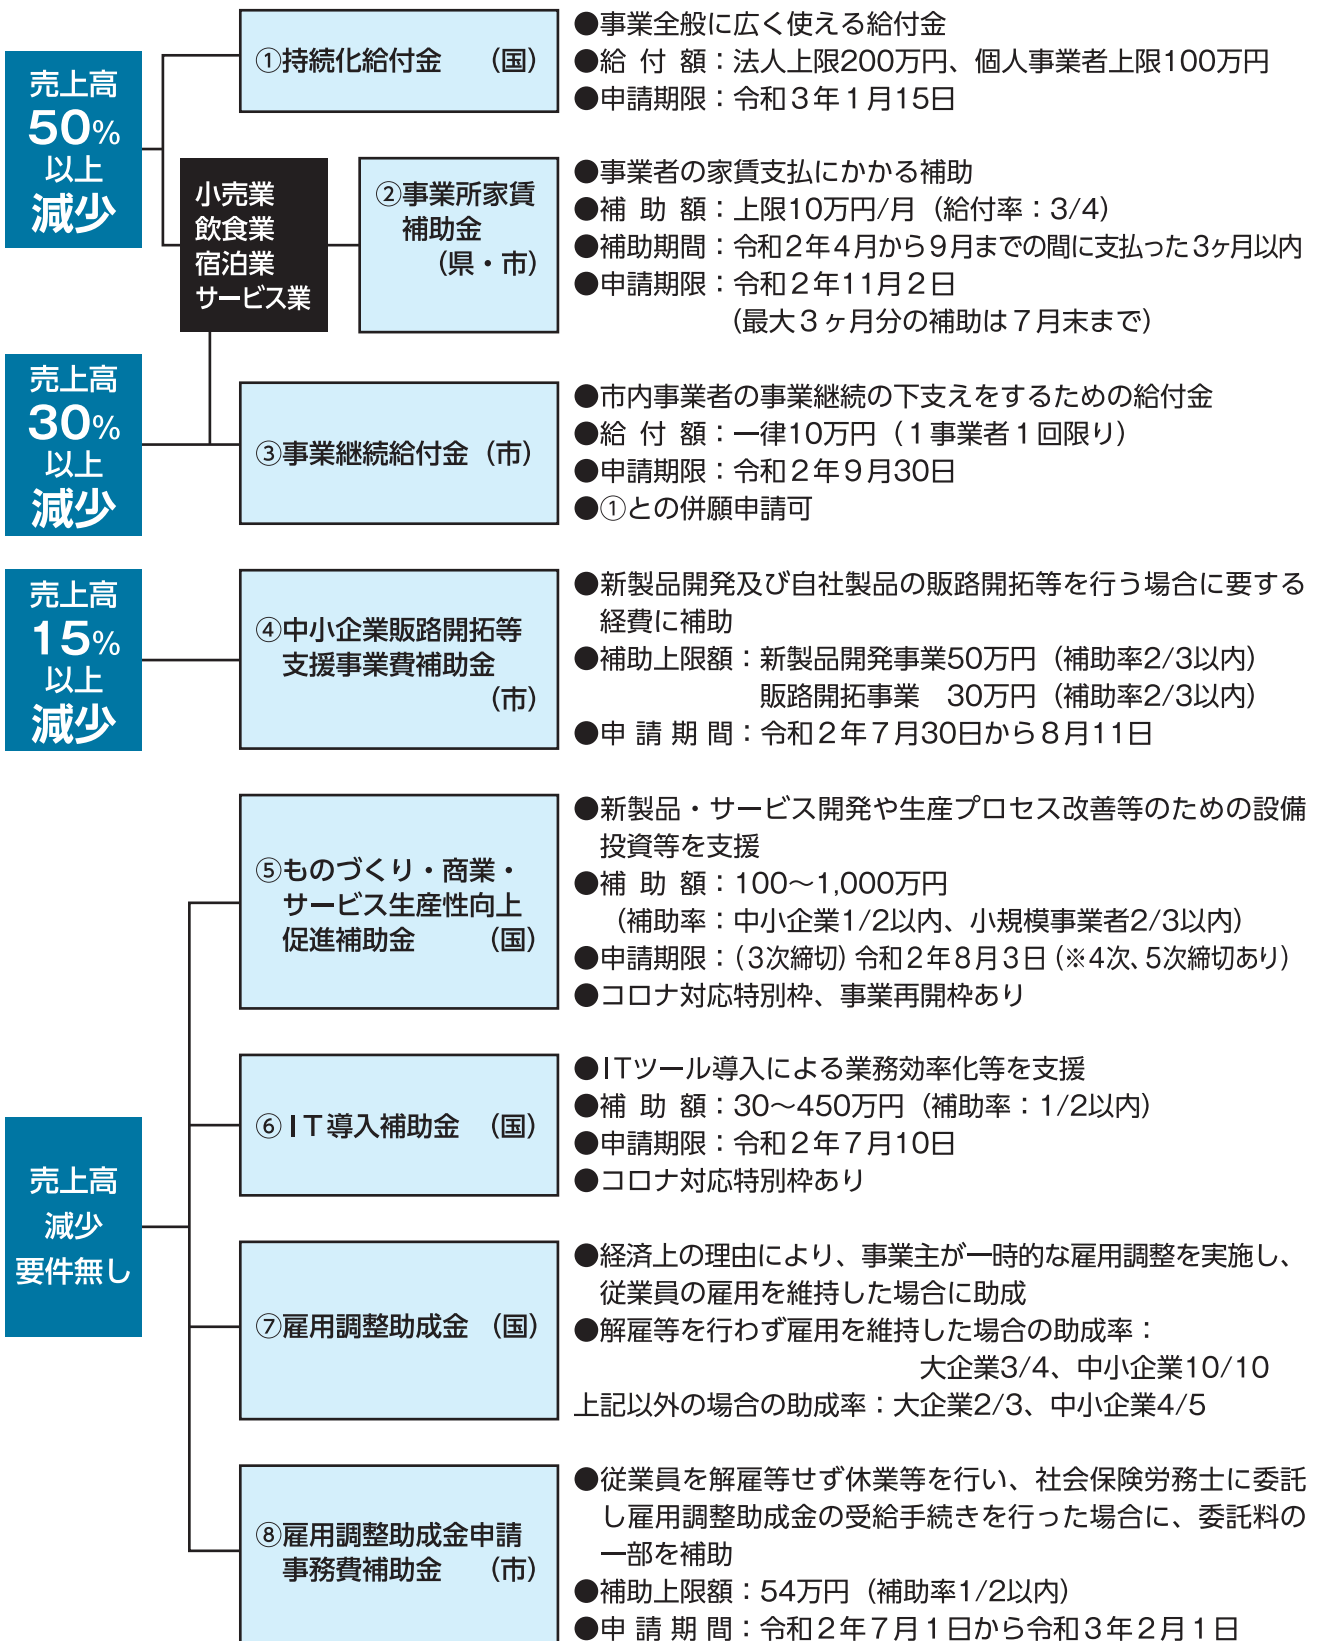 売上高
50%
以上
減少
①持続化給付金 （国）
●事業全般に広く使える給付金
●給付額：法人上限200万円、個人事業者上限100万円
●申請期限：令和３年１月15日
小売業
飲食業
宿泊業
サービス業
②事業所家賃
補助金
（県・市）
●事業者の家賃支払にかかる補助
●補助額：上限10万円/月（給付率：3/4）
●補助期間：令和２年４月から９月までの間に支払った３ヶ月以内
●申請期限：令和２年11月２日
（最大３ヶ月分の補助は７月末まで）
売上高
30%
以上
減少
③事業継続給付金（市）
●市内事業者の事業継続の下支えをするための給付金
●給付額：一律10万円（１事業者１回限り）
●申請期限：令和２年９月30日
●①との併願申請可
売上高
15%
以上
減少
④中小企業販路開拓等
支援事業費補助金
（市）
●新製品開発及び自社製品の販路開拓等を行う場合に要する
経費に補助
●補助上限額：新製品開発事業50万円（補助率2/3以内）
販路開拓事業　30万円（補助率2/3以内）
●申請期間：令和２年７月30日から８月11日
売上高
減少
要件無し
⑤ものづくり・商業・
サービス生産性向上
促進補助金 （国）
●新製品・サービス開発や生産プロセス改善等のための設備
投資等を支援
●補助額：100〜1,000万円
（補助率：中小企業1/2以内、小規模事業者2/3以内）
●申請期限：（３次締切）令和２年８月３日（※4次、5次締切あり）
●コロナ対応特別枠、事業再開枠あり
⑥ＩＴ導入補助金 （国）
●ITツール導入による業務効率化等を支援
●補助額：30〜450万円（補助率：1/2以内）
●申請期限：令和２年７月10日
●コロナ対応特別枠あり
⑦雇用調整助成金 （国）
●経済上の理由により、事業主が一時的な雇用調整を実施し、
従業員の雇用を維持した場合に助成
●解雇等を行わず雇用を維持した場合の助成率：
大企業3/4、中小企業10/10
上記以外の場合の助成率：大企業2/3、中小企業4/5
⑧雇用調整助成金申請
事務費補助金 （市）
●従業員を解雇等せず休業等を行い、社会保険労務士に委託
し雇用調整助成金の受給手続きを行った場合に、委託料の
一部を補助
●補助上限額：54万円（補助率1/2以内）
●申請期間：令和２年７月１日から令和３年２月１日